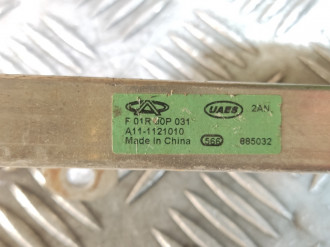 UAES 2AN
F 01R 00P 031
A11-1121010
Made in China 885032